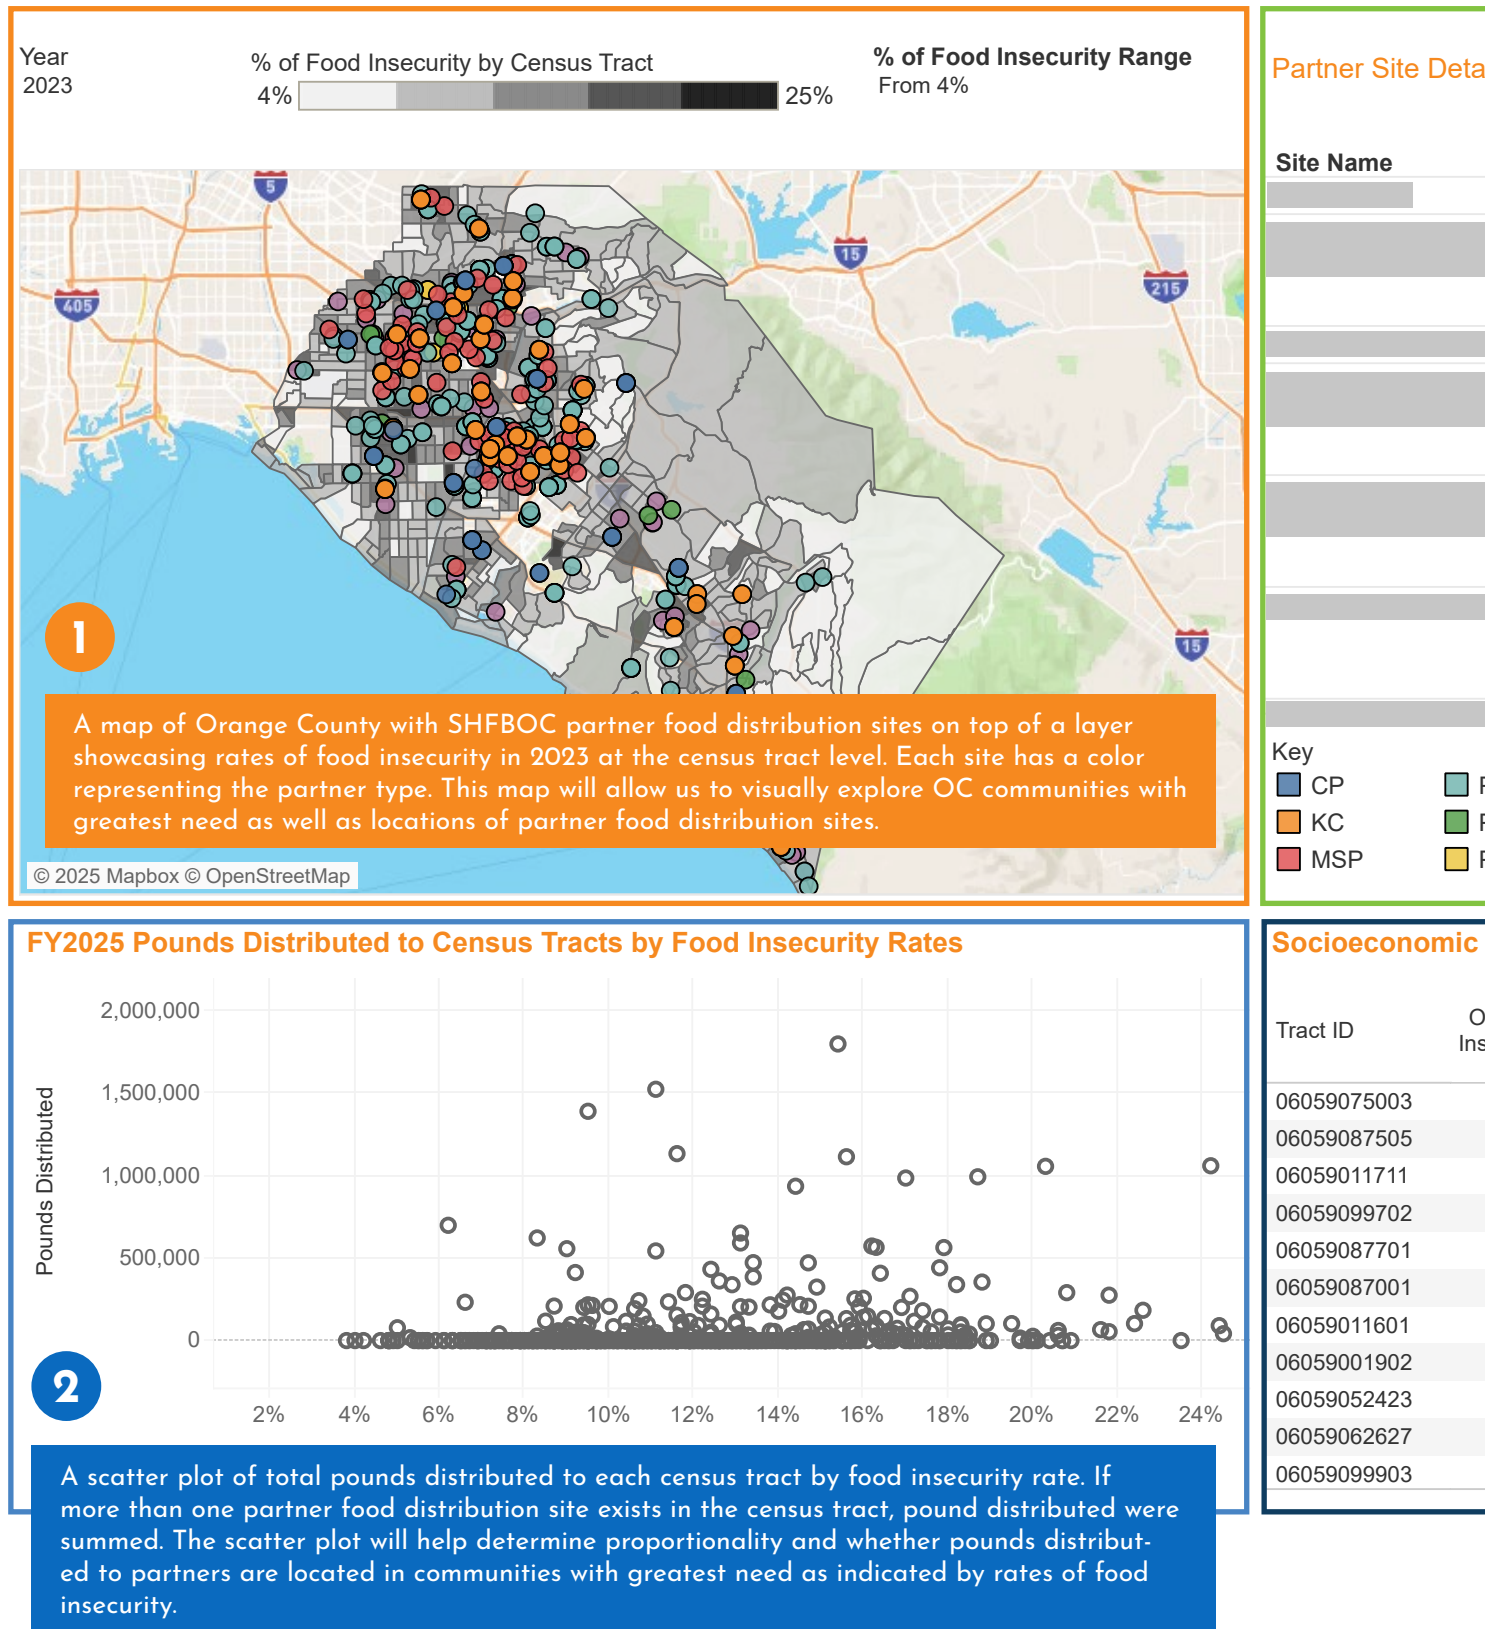 Year
2023
% of Food Insecurity by Census Tract
4%
25%
% of Food Insecurity Range
From 4%
5
405
15
215
15
1
A map of Orange County with SHFBOC partner food distribution sites on top of a layer
showcasing rates of food insecurity in 2023 at the census tract level. Each site has a color
representing the partner type. This map will allow us to visually explore OC communities with
greatest need as well as locations of partner food distribution sites.
© 2025 Mapbox © OpenStreetMap
Partner Site Deta
Site Name
Key
CP
KC
MSP
FY2025 Pounds Distributed to Census Tracts by Food Insecurity Rates
Pounds Distributed
2,000,000
1,500,000
1,000,000
500,000
0
2% 4% 6% 8% 10% 12% 14% 16% 18% 20% 22% 24%
2
A scatter plot of total pounds distributed to each census tract by food insecurity rate. If
more than one partner food distribution site exists in the census tract, pound distributed were
summed. The scatter plot will help determine proportionality and whether pounds distribut-
ed to partners are located in communities with greatest need as indicated by rates of food
insecurity.
Socioeconomic
Tract ID
06059075003
06059087505
06059011711
06059099702
06059087701
06059087001
06059011601
06059001902
06059052423
06059062627
06059099903